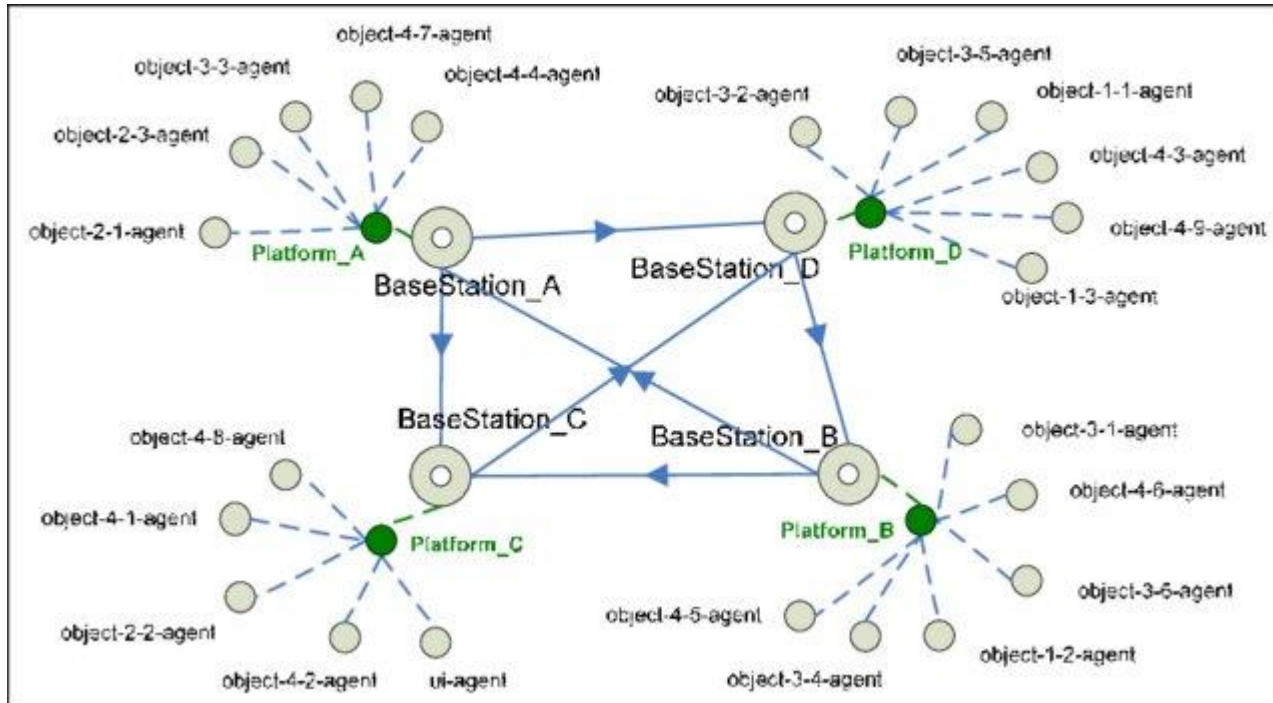 object-4-7-agent
object-3-3-agent
object-4-4-agent
object-2-3-agent
object-2-1-agent
Platform_A
BaseStation_A
object-3-5-agent
object-3-2-agent
object-1-1-agent
object-4-3-agent
object-4-9-agent
Platform_D
BaseStation_D
object-1-3-agent
BaseStation_C
object-4-8-agent
object-4-1-agent
Platform_C
object-2-2-agent
object-4-2-agent
ui-agent
BaseStation_B
object-3-1-agent
object-4-6-agent
Platform_B
object-3-6-agent
object-4-5-agent
object-1-2-agent
object-3-4-agent